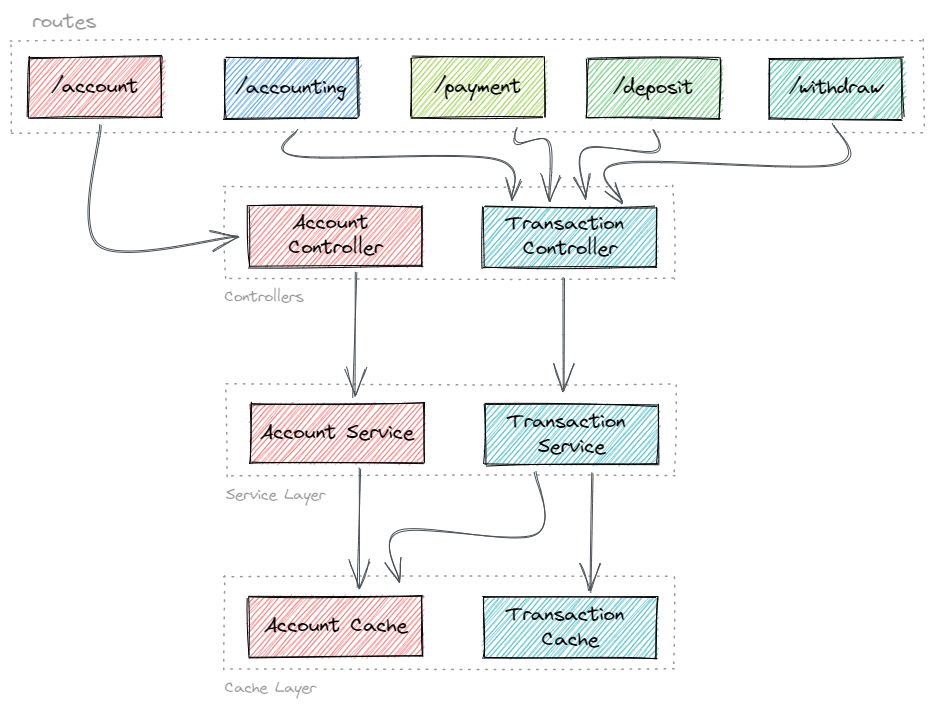 routes
/account
/accounting
/payment
/deposit
/withdraw
Account
Controller
Transaction
Controller
Controllers
Account Service
Transaction
Service
Service Layer
Account Cache
Transaction
Cache
Cache Layer